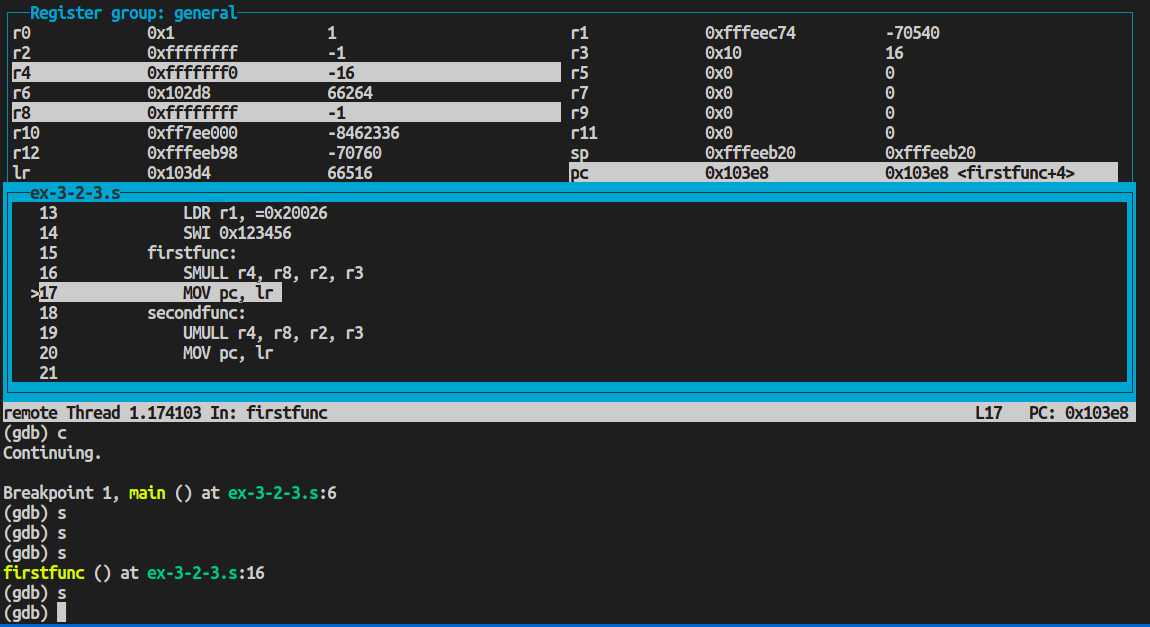 Register group: general
r0 0x1 1 r1 0xfffeec74 -70540
r2 0xffffffff -1 r3 0x10 16
r4 0xfffffff0 -16 r5 0x0 0
r6 0x102d8 66264 r7 0x0 0
r8 0xffffffff -1 r9 0x0 0
r10 0xff7ee000 -8462336 r11 0x0 0
r12 0xfffeeb98 -70760 sp 0xfffeeb20 0xfffeeb20
lr 0x103d4 66516 pc 0x103e8 0x103e8 <firstfunc+4>
ex-3-2-3.s
13 LDR r1, =0x20026
14 SWI 0x123456
15 firstfunc:
16 SMULL r4, r8, r2, r3
>17 MOV pc, lr
18 secondfunc:
19 UMULL r4, r8, r2, r3
20 MOV pc, lr
21
remote Thread 1.174103 In: firstfunc L17 PC: 0x103e8
(gdb) c
Continuing.
Breakpoint 1, main () at ex-3-2-3.s:6
(gdb) s
(gdb) s
(gdb) s
firstfunc () at ex-3-2-3.s:16
(gdb) s
(gdb)